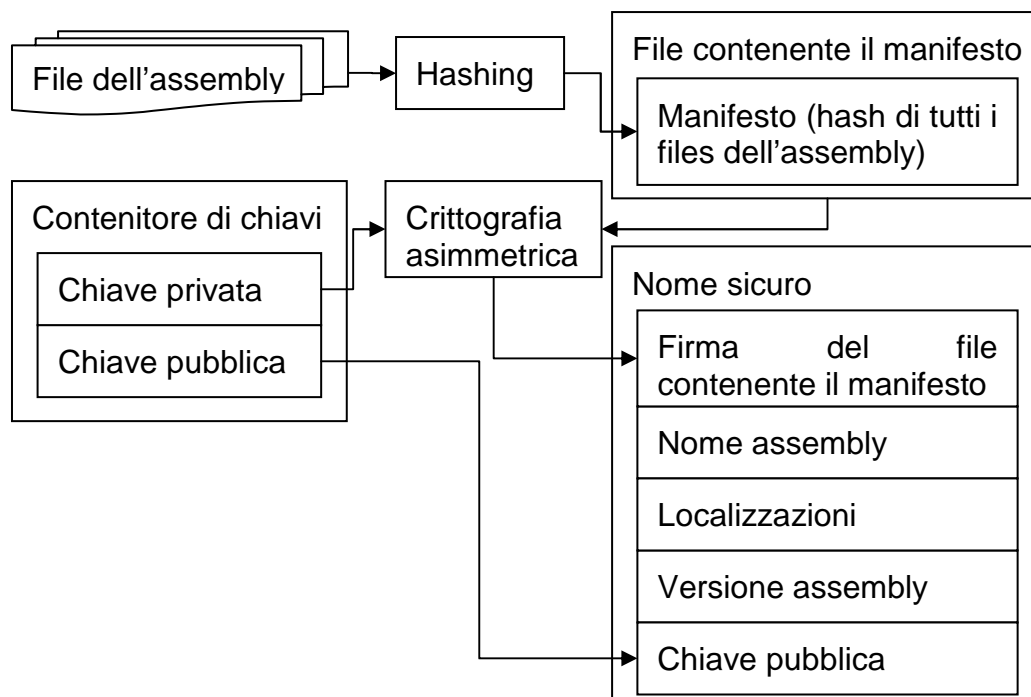 File dell’assembly
Hashing
File contenente il manifesto
Manifesto (hash di tutti i
files dell’assembly)
Contenitore di chiavi
Chiave privata
Chiave pubblica
Crittografia
asimmetrica
Nome sicuro
Firma del file
contenente il manifesto
Nome assembly
Localizzazioni
Versione assembly
Chiave pubblica